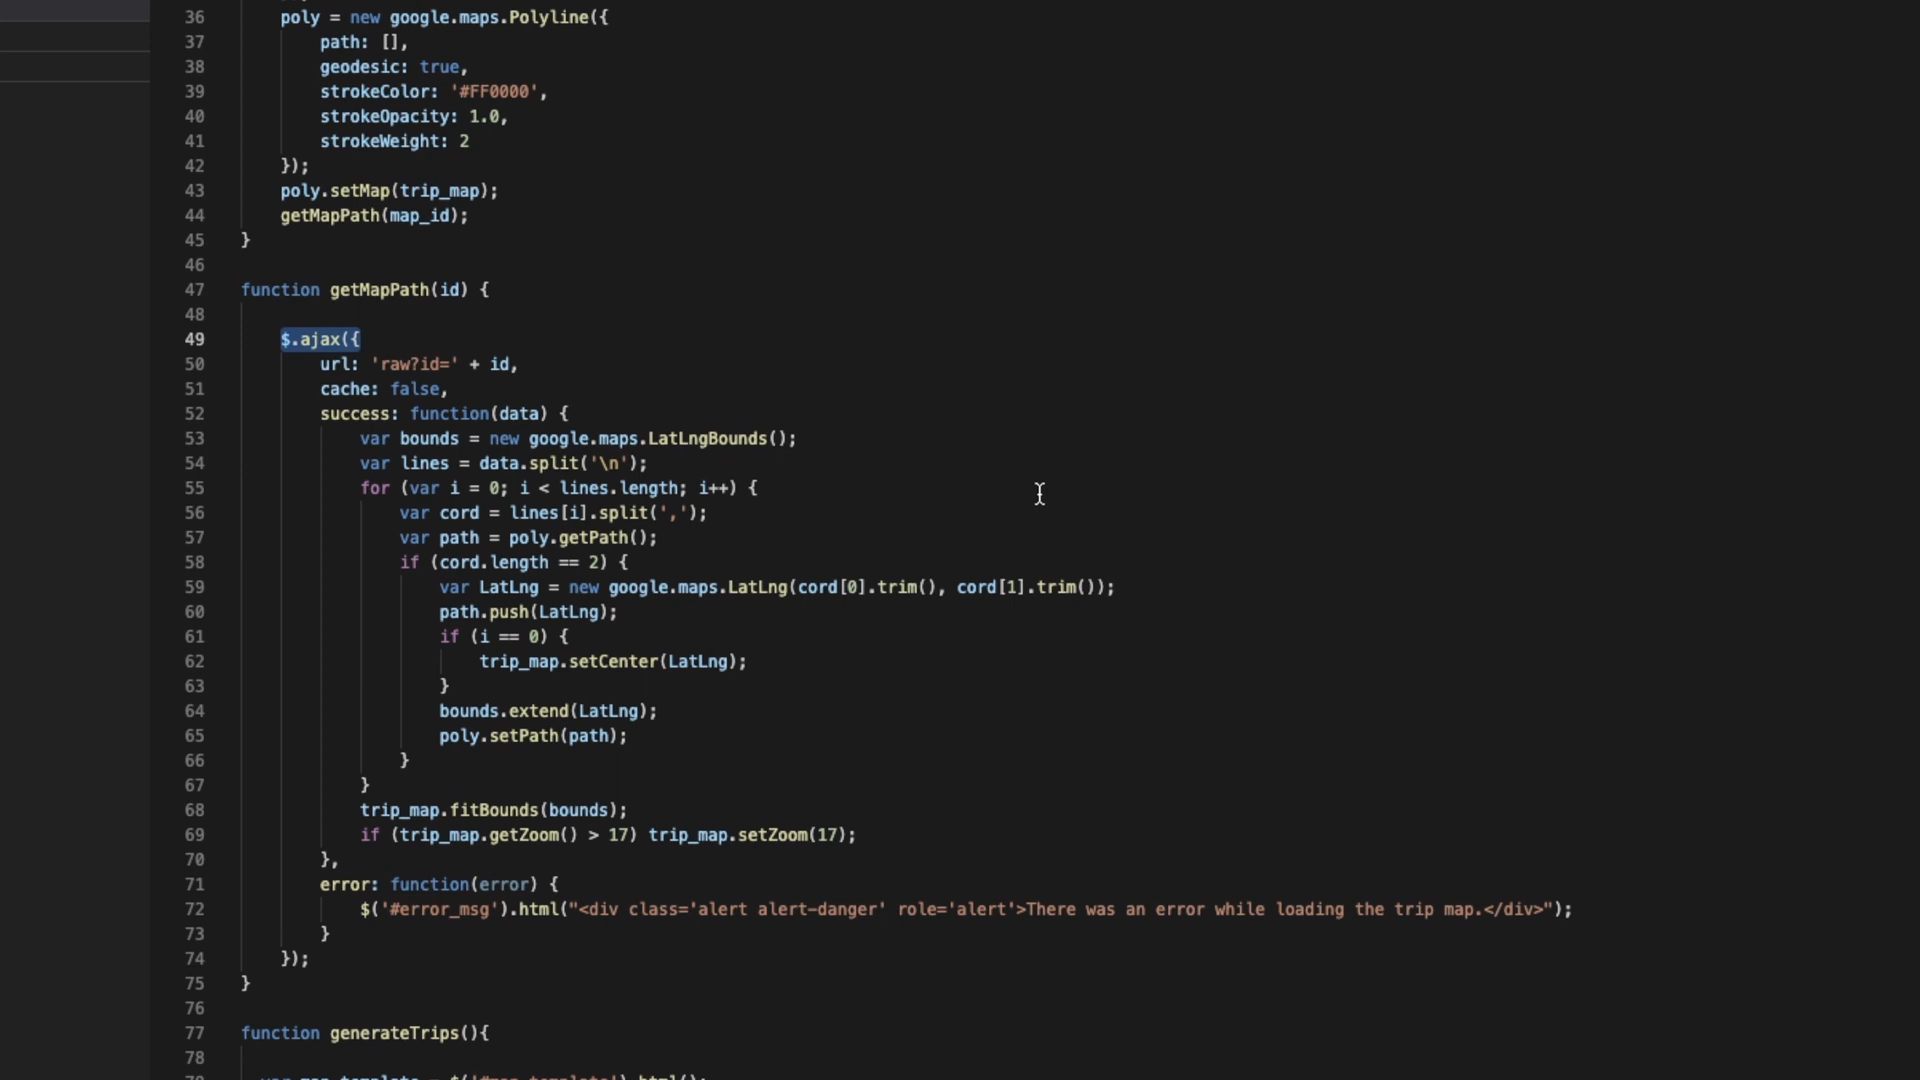 36 poly = new google.maps.Polyline({
37 path: [],
38 geodesic: true,
39 strokeColor: '#FF0000',
40 strokeOpacity: 1.0,
41 strokeWeight: 2
42 });
43 poly.setMap(trip_map);
44 getMapPath(map_id);
45 }
46
47 function getMapPath(id) {
48
49 $.ajax({
50 url: 'raw?id=' + id,
51 cache: false,
52 success: function(data) {
53 var bounds = new google.maps.LatLngBounds();
54 var lines = data.split('\n');
55 for (var i = 0; i < lines.length; i++) {
56 var cord = lines[i].split(',');
57 var path = poly.getPath();
58 if (cord.length == 2) {
59 var LatLng = new google.maps.LatLng(cord[0].trim(), cord[1].trim());
60 path.push(LatLng);
61 if (i == 0) {
62 trip_map.setCenter(LatLng);
63 }
64 bounds.extend(LatLng);
65 poly.setPath(path);
66 }
67 }
68 trip_map.fitBounds(bounds);
69 if (trip_map.getZoom() > 17) trip_map.setZoom(17);
70 },
71 error: function(error) {
72 $('#error_msg').html("<div class='alert alert-danger' role='alert'>There was an error while loading the trip map.</div>");
73 }
74 });
75 }
76
77 function generateTrips(){
78